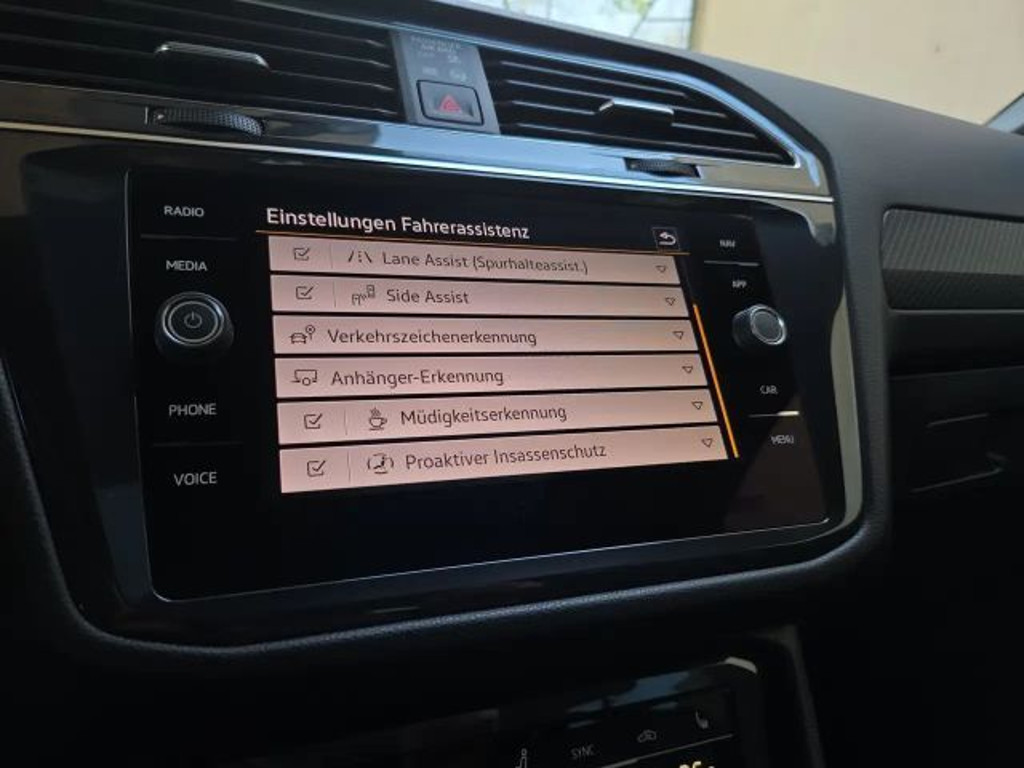 RADIO
MEDIA
PHONE
VOICE
Einstellungen Fahrerassistenz
Lane Assist (Spurhalteassist.)
Side Assist
Verkehrszeichenerkennung
Anhänger-Erkennung
Müdigkeitserkennung
Proaktiver Insassenschutz
NAV
APP
CAR
MENU
SYNC